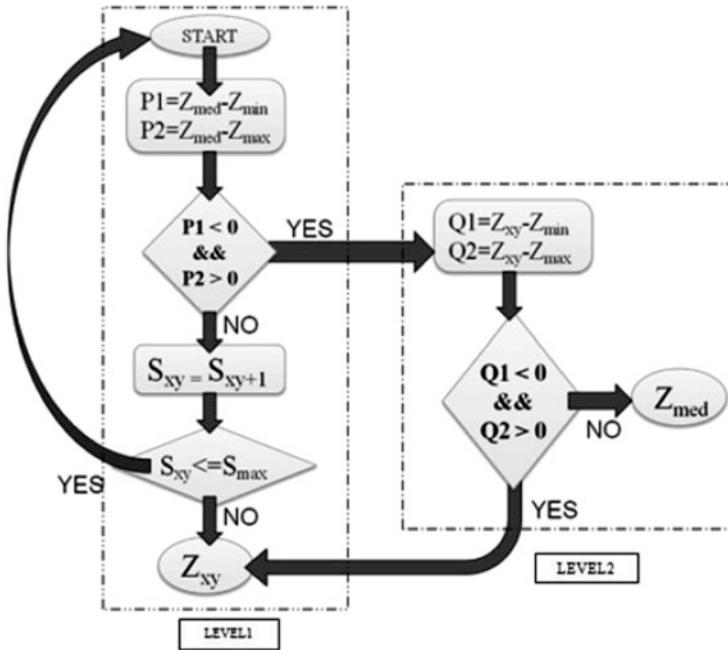 START
P1=Zmed-Zmin
P2=Zmed-Zmax
P1 < 0
&&
P2 > 0
YES
NO
Sxy = Sxy+1
Sxy<=Smax
YES
NO
Zxy
LEVEL1
Q1=Zxy-Zmin
Q2=Zxy-Zmax
Q1 < 0
&&
Q2 > 0
NO
Zmed
YES
LEVEL2